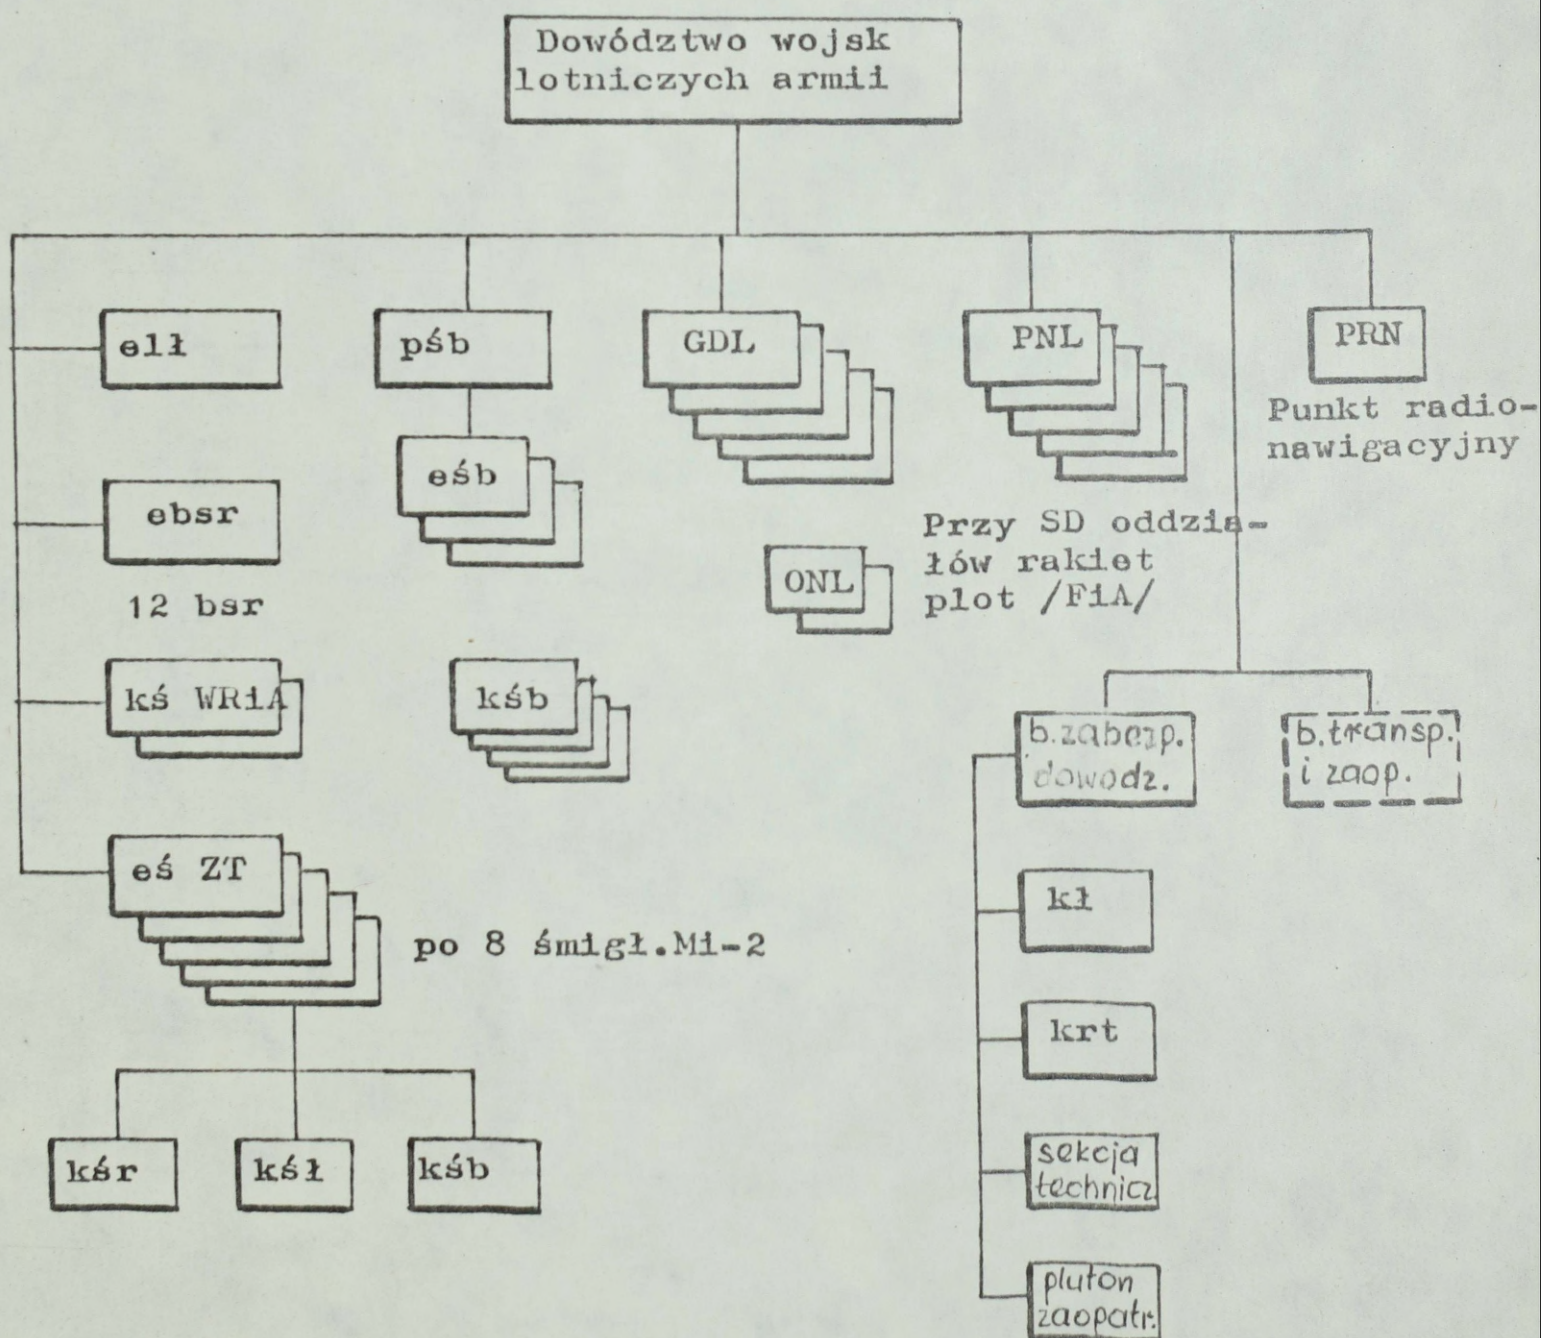 Dowództwo wojsk
lotniczych armii
ełł
pśb
GDL
PNL
PRN
Punkt radio-
nawigacyjny
eśb
ebsr
12 bsr
ONL
Przy SD oddzia-
łów rakiet
plot /FiA/
kś WRiA
kśb
b.zabezp.
dowodz.
b.transp.
i zaop.
eś ZT
po 8 śmigł.Mi-2
kł
krt
kśr
kśł
kśb
sekcja
technicz
pluton
zaopatr.